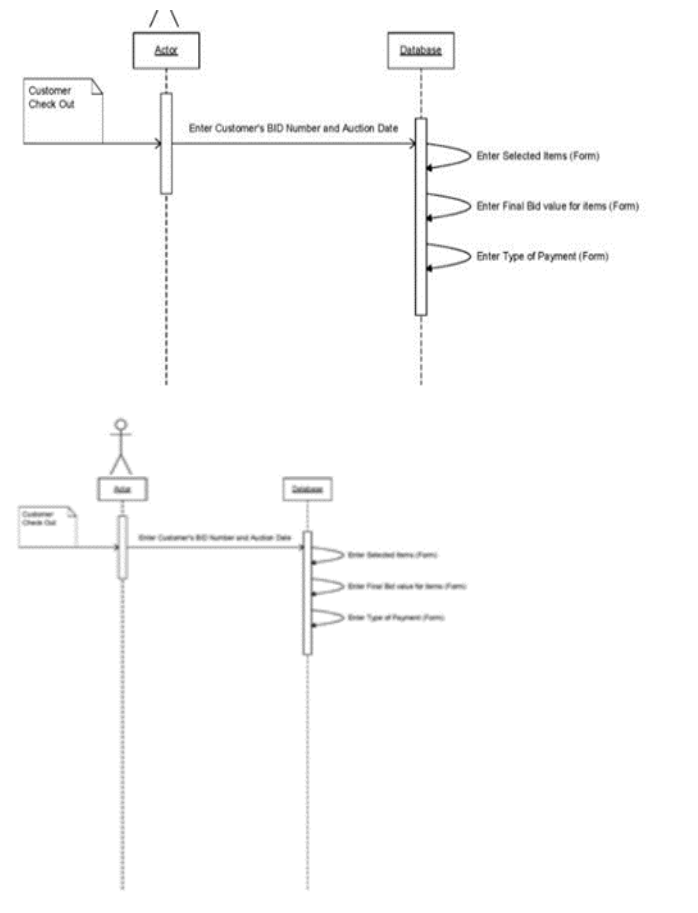 Actor
Database
Customer
Check Out
Enter Customer's BID Number and Auction Date
Enter Selected Items (Form)
Enter Final Bid value for items (Form)
Enter Type of Payment (Form)
Actor
Database
Customer
Check Out
Enter Customer's BID Number and Auction Date
Enter Selected Items (Form)
Enter Final Bid value for items (Form)
Enter Type of Payment (Form)